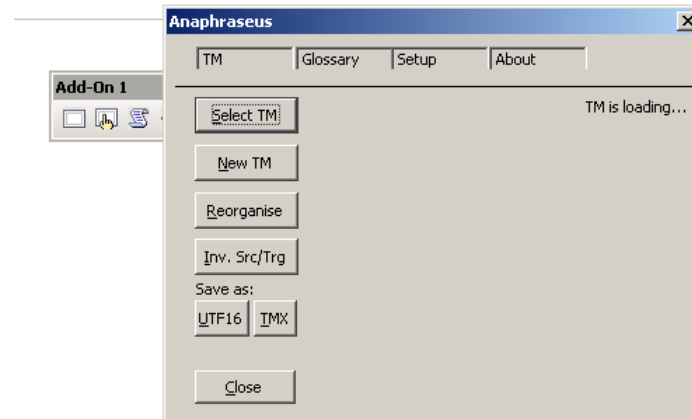 Anaphraseus
TM Glossary Setup About
Add-On 1
Select TM
TM is loading...
New TM
Reorganise
Inv. Src/Trg
Save as:
UTF16 TMX
Close